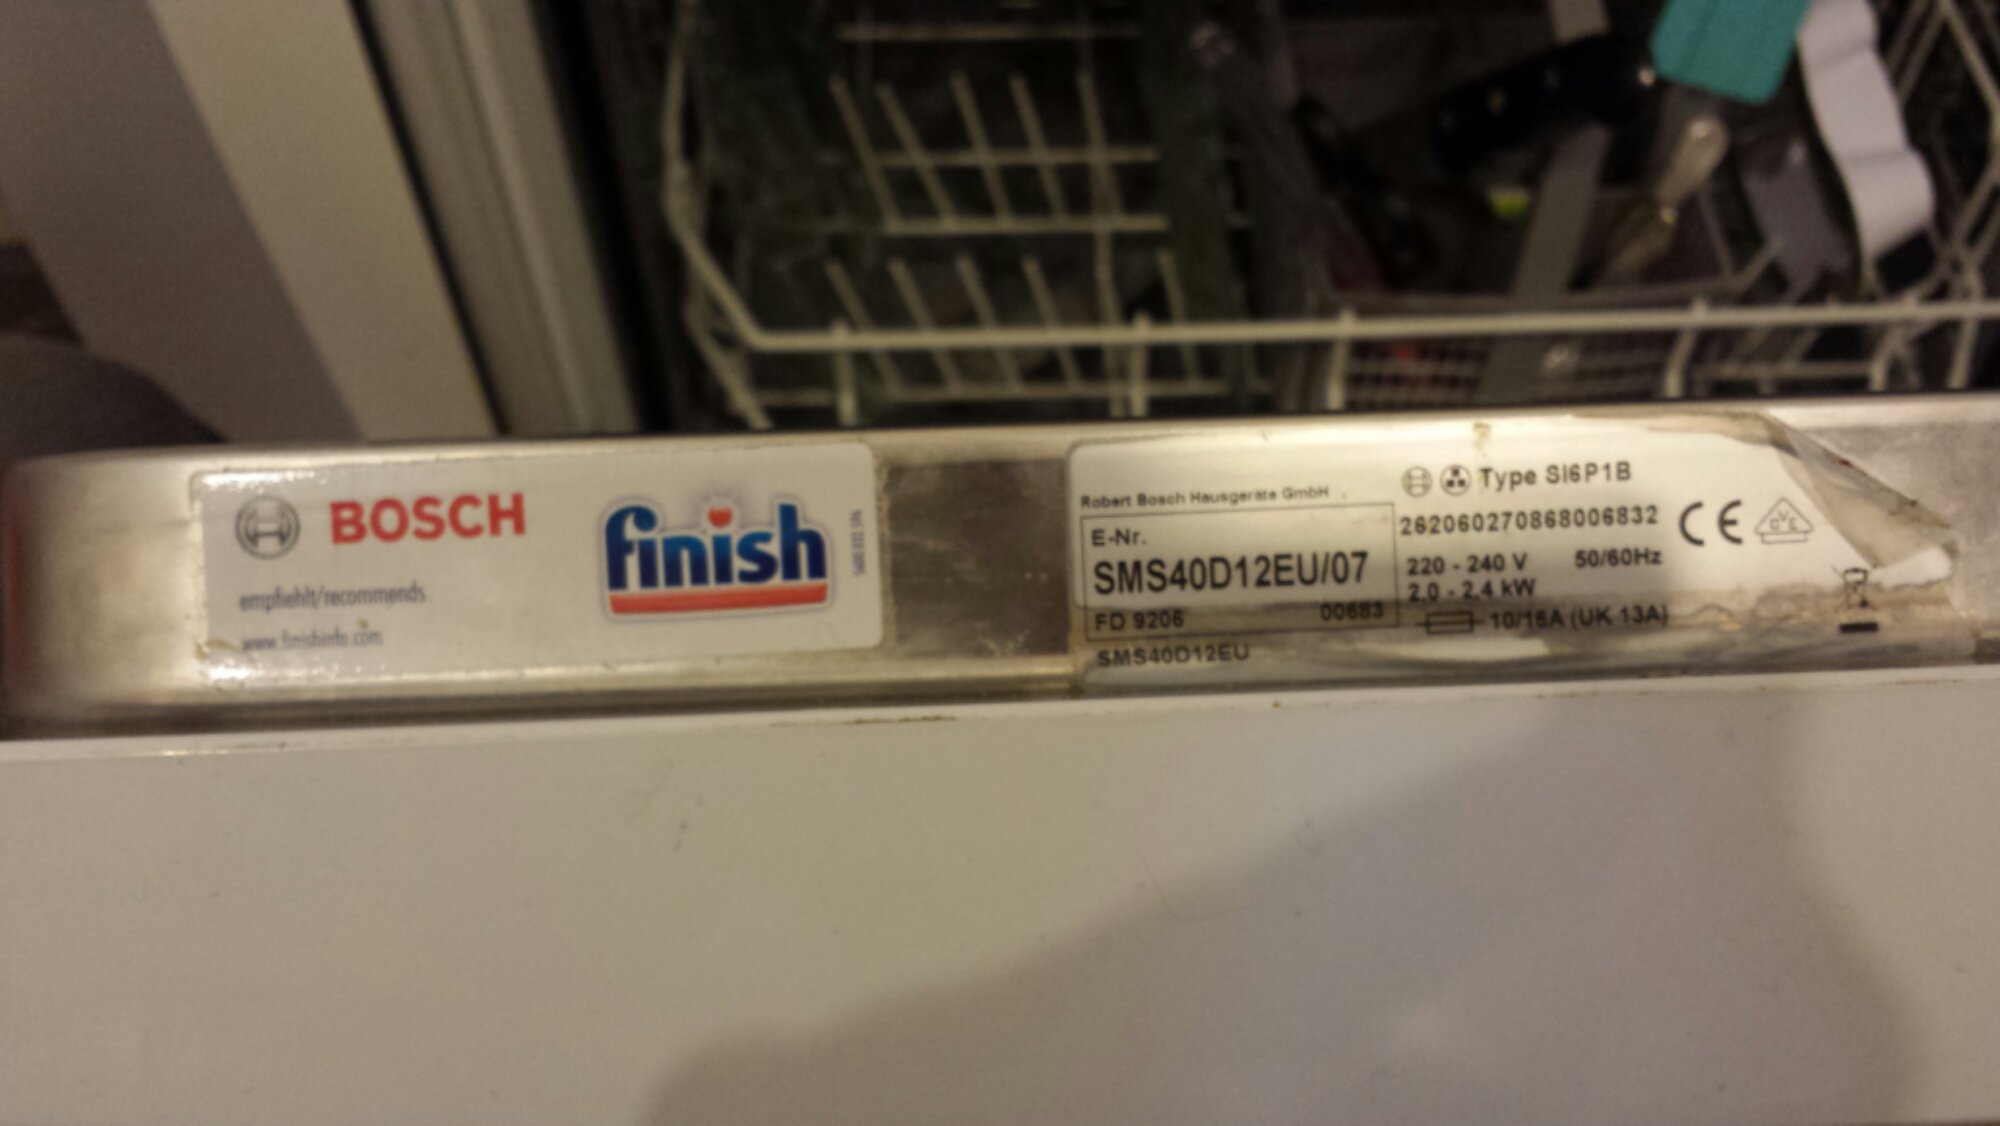 BOSCH
finish
empfiehlt/recommends
www.finishinfo.com
Robert Bosch Hausgeräte GmbH
Type SI6P1B
E-Nr.
262060270868006832
SMS40D12EU/07
220 - 240 V 50/60Hz
2,0 - 2,4 kW
FD 9206 00683
10/16A (UK 13A)
SMS40D12EU
CE